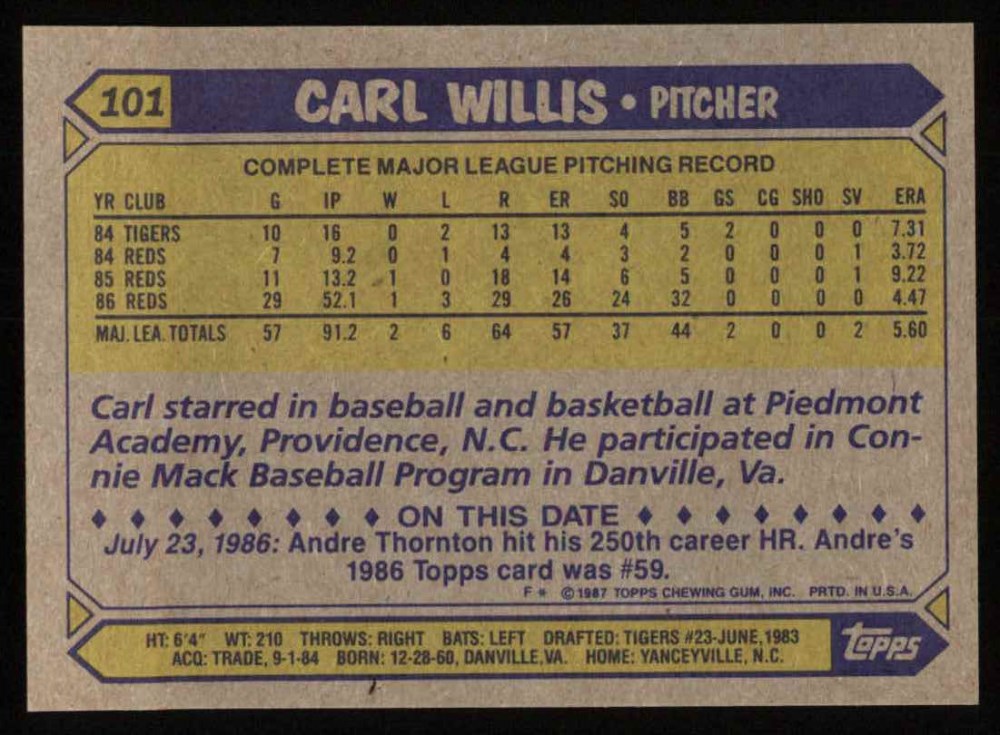 101 CARL WILLIS • PITCHER
COMPLETE MAJOR LEAGUE PITCHING RECORD
YR CLUB G IP W L R ER SO BB GS CG SHO SV ERA
84 TIGERS 10 16 0 2 13 13 4 5 2 0 0 0 7.31
84 REDS 7 9.2 0 1 4 4 3 2 0 0 0 1 3.72
85 REDS 11 13.2 1 0 18 14 6 5 0 0 0 1 9.22
86 REDS 29 52.1 1 3 29 26 24 32 0 0 0 0 4.47
MAJ. LEA. TOTALS 57 91.2 2 6 64 57 37 44 2 0 0 2 5.60
Carl starred in baseball and basketball at Piedmont
Academy, Providence, N.C. He participated in Con-
nie Mack Baseball Program in Danville, Va.
♦ ♦ ♦ ♦ ♦ ♦ ♦ ♦ ON THIS DATE ♦ ♦ ♦ ♦ ♦ ♦ ♦ ♦
July 23, 1986: Andre Thornton hit his 250th career HR. Andre's
1986 Topps card was #59.
F * ©1987 TOPPS CHEWING GUM, INC. PRTD. IN U.S.A.
HT: 6'4" WT: 210 THROWS: RIGHT BATS: LEFT DRAFTED: TIGERS #23-JUNE, 1983
ACQ: TRADE, 9-1-84 BORN: 12-28-60, DANVILLE, VA. HOME: YANCEYVILLE, N.C.
topps